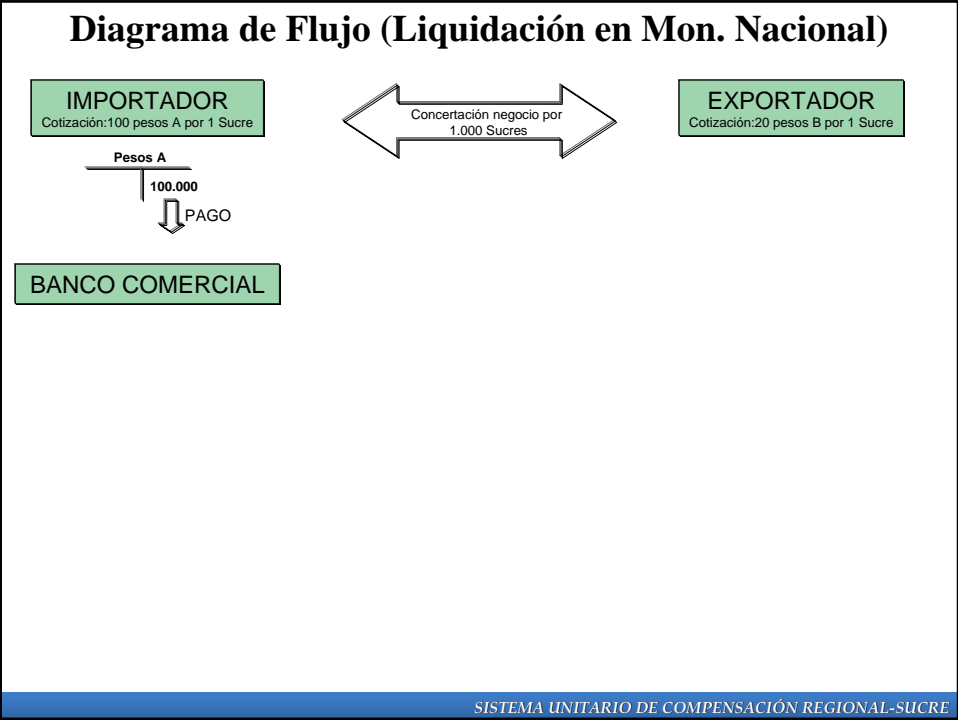 Diagrama de Flujo (Liquidación en Mon. Nacional)
IMPORTADOR
Cotización:100 pesos A por 1 Sucre
Concertación negocio por
1.000 Sucres
EXPORTADOR
Cotización:20 pesos B por 1 Sucre
Pesos A
100.000
PAGO
BANCO COMERCIAL
SISTEMA UNITARIO DE COMPENSACIÓN REGIONAL-SUCRE